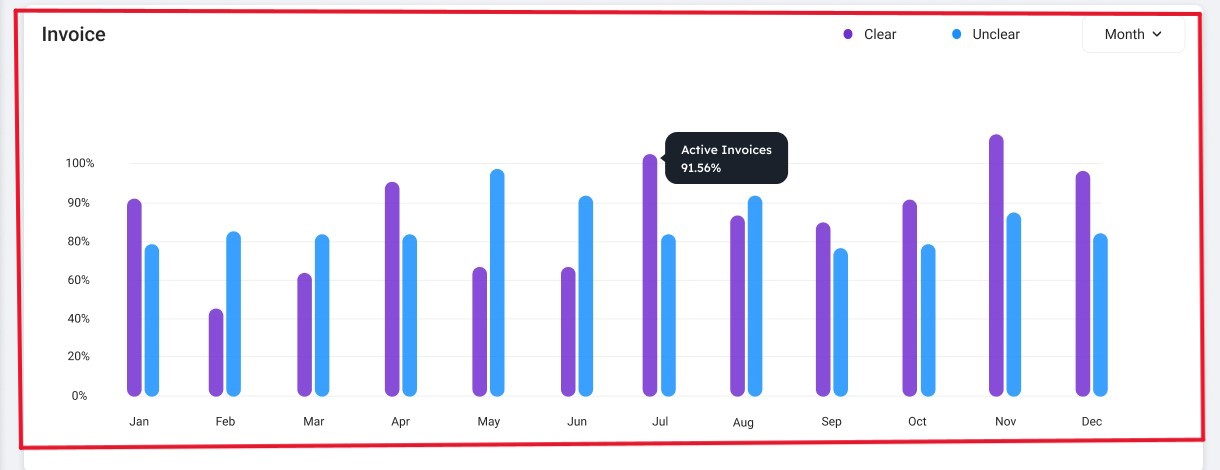 Invoice
Clear
Unclear
Month
Active Invoices
91.56%
100%
90%
80%
60%
40%
20%
0%
Jan Feb Mar Apr May Jun Jul Aug Sep Oct Nov Dec